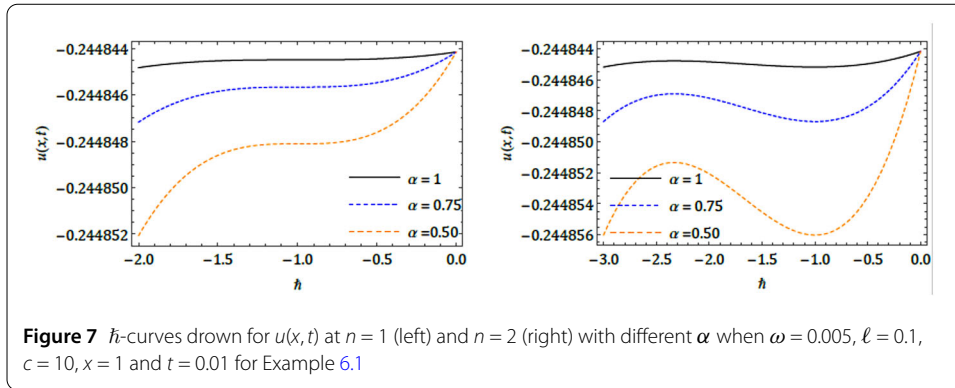 -0.244844
-0.244846
-0.244848
-0.244850
-0.244852
u(x,t)
α = 1
α = 0.75
α =0.50
-2.0 -1.5 -1.0 -0.5 0.0
ℏ
-0.244844
-0.244846
-0.244848
-0.244850
-0.244852
-0.244854
-0.244856
u(x,t)
α = 1
α = 0.75
α =0.50
-3.0 -2.5 -2.0 -1.5 -1.0 -0.5 0.0
ℏ
Figure 7 ℏ-curves drown for u(x, t) at n = 1 (left) and n = 2 (right) with different α when ω = 0.005, ℓ = 0.1,
c = 10, x = 1 and t = 0.01 for Example 6.1